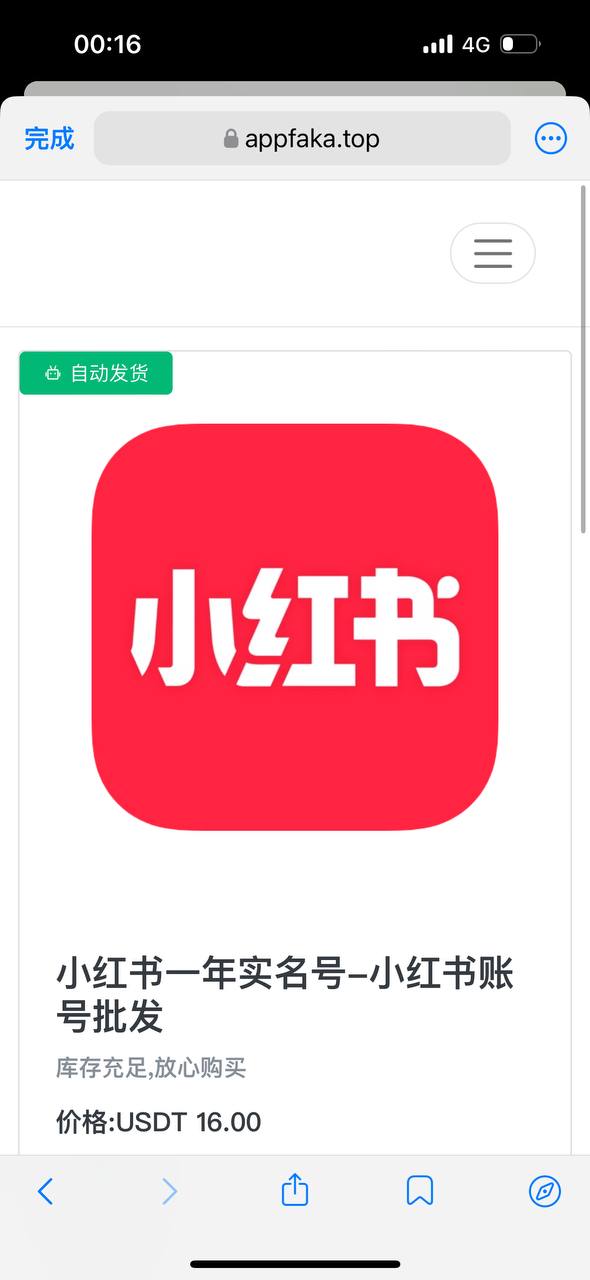 00:16
4G
完成
appfaka.top
自动发货
小红书
小红书一年实名号–小红书账
号批发
库存充足,放心购买
价格:USDT 16.00